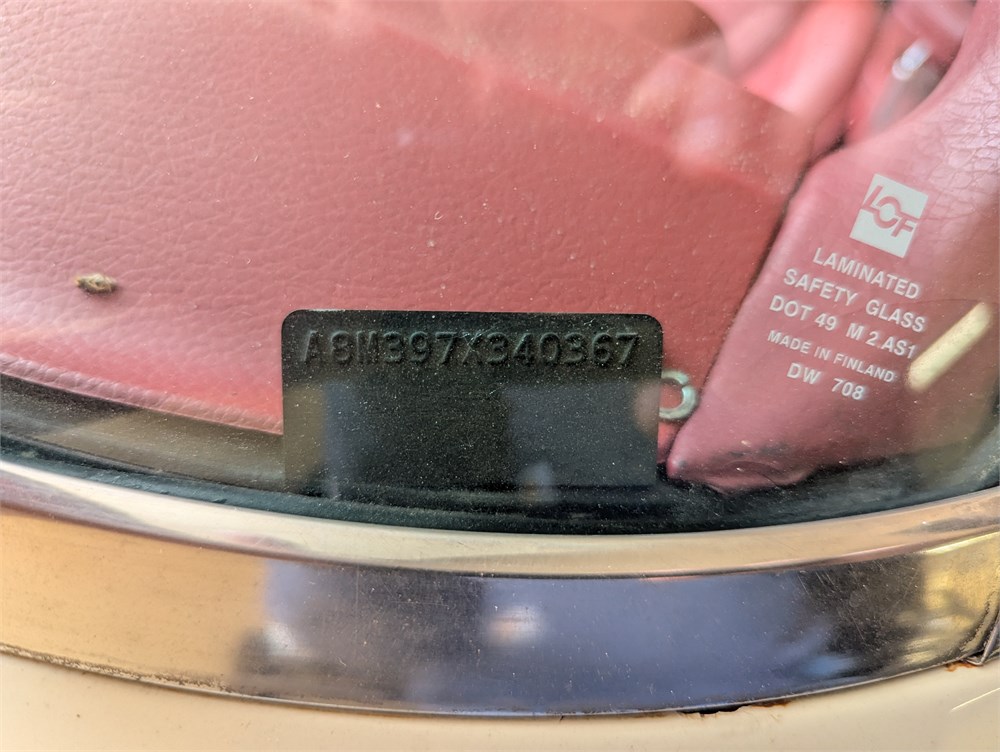 A8M397X340367
LOF
LAMINATED
SAFETY GLASS
DOT 49 M 2 AS1
MADE IN FINLAND
DW 708